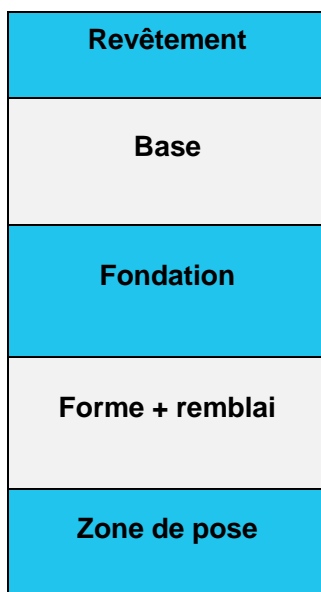 Revêtement
Base
Fondation
Forme + remblai
Zone de pose